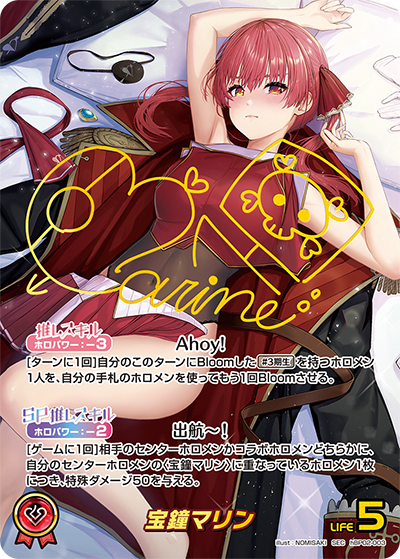 Marine
推しスキル
ホロパワー：－3
Ahoy!
[ターンに1回]自分のこのターンにBloomした #3期生 を持つホロメン
1人を、自分の手札のホロメンを使ってもう1回Bloomさせる。
SP推しスキル
ホロパワー：－2
出航～！
[ゲームに1回]相手のセンターホロメンかコラボホロメンどちらかに、
自分のセンターホロメンの〈宝鐘マリン〉に重なっているホロメン1枚
につき、特殊ダメージ50を与える。
宝鐘マリン
LIFE 5
illust : NOMISAKI SEC hBP02-003